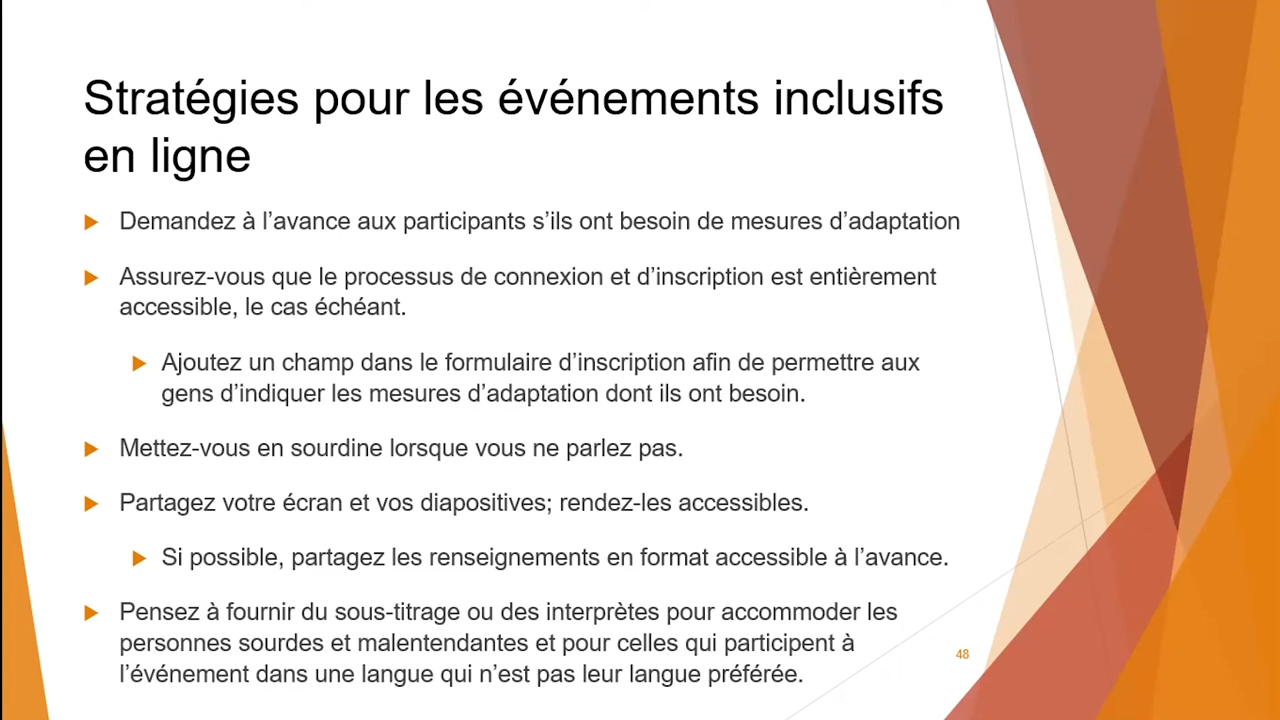 Stratégies pour les événements inclusifs
en ligne
Demandez à l’avance aux participants s’ils ont besoin de mesures d’adaptation
Assurez-vous que le processus de connexion et d’inscription est entièrement
accessible, le cas échéant.
Ajoutez un champ dans le formulaire d’inscription afin de permettre aux
gens d’indiquer les mesures d’adaptation dont ils ont besoin.
Mettez-vous en sourdine lorsque vous ne parlez pas.
Partagez votre écran et vos diapositives; rendez-les accessibles.
Si possible, partagez les renseignements en format accessible à l’avance.
Pensez à fournir du sous-titrage ou des interprètes pour accommoder les
personnes sourdes et malentendantes et pour celles qui participent à
l’événement dans une langue qui n’est pas leur langue préférée.
48